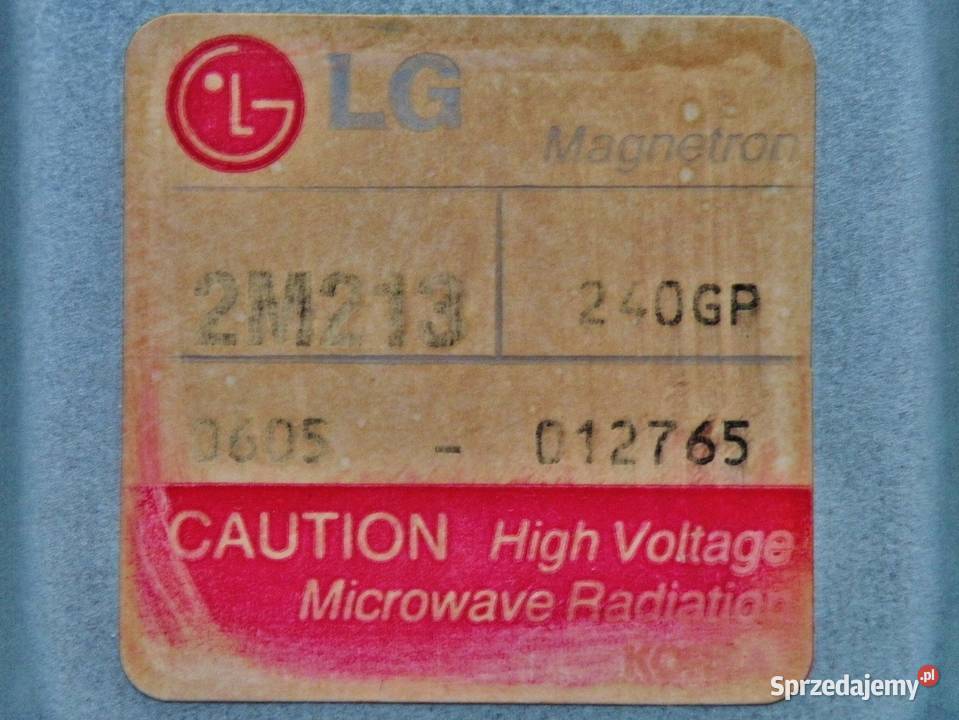 LG
Magnetron
2M213 240GP
0605 - 012765
CAUTION High Voltage
Microwave Radiation
Sprzedajemy.pl